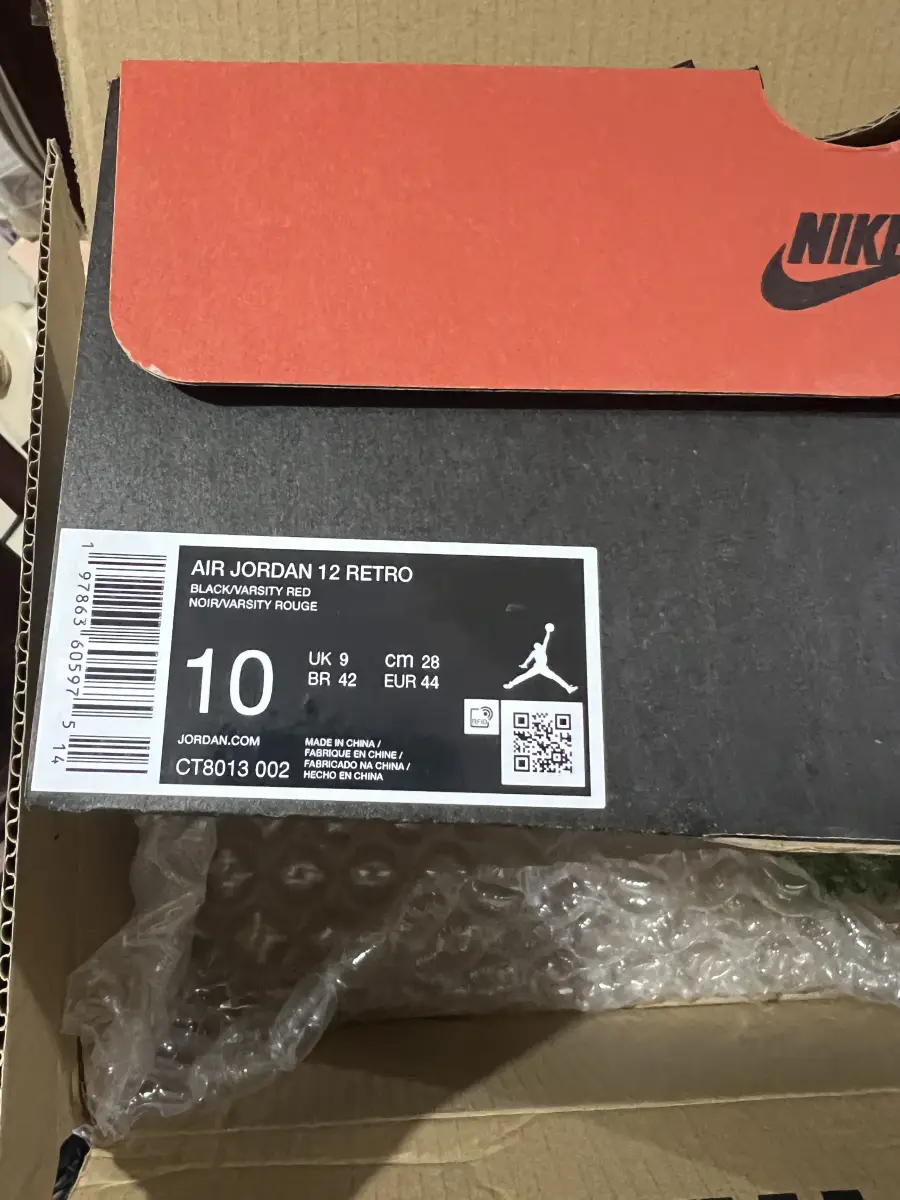 NIKE
AIR JORDAN 12 RETRO
BLACK/VARSITY RED
NOIR/VARSITY ROUGE
10
UK 9
BR 42
cm 28
EUR 44
RFID
JORDAN.COM
CT8013 002
MADE IN CHINA /
FABRIQUE EN CHINE /
FABRICADO NA CHINA /
HECHO EN CHINA
1 97863 60597 5 14